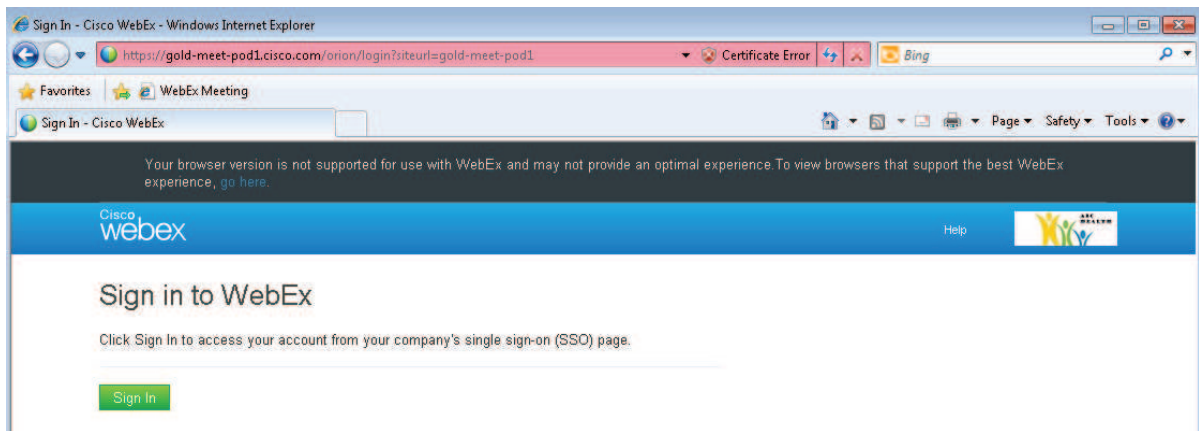 Sign In - Cisco WebEx - Windows Internet Explorer
https://gold-meet-pod1.cisco.com/orion/login?siteurl=gold-meet-pod1 Certificate Error Bing
Favorites WebEx Meeting
Sign In - Cisco WebEx Page Safety Tools
Your browser version is not supported for use with WebEx and may not provide an optimal experience.To view browsers that support the best WebEx
experience, go here.
Cisco
webex
Help
ABC
HEALTH
Sign in to WebEx
Click Sign In to access your account from your company's single sign-on (SSO) page.
Sign In